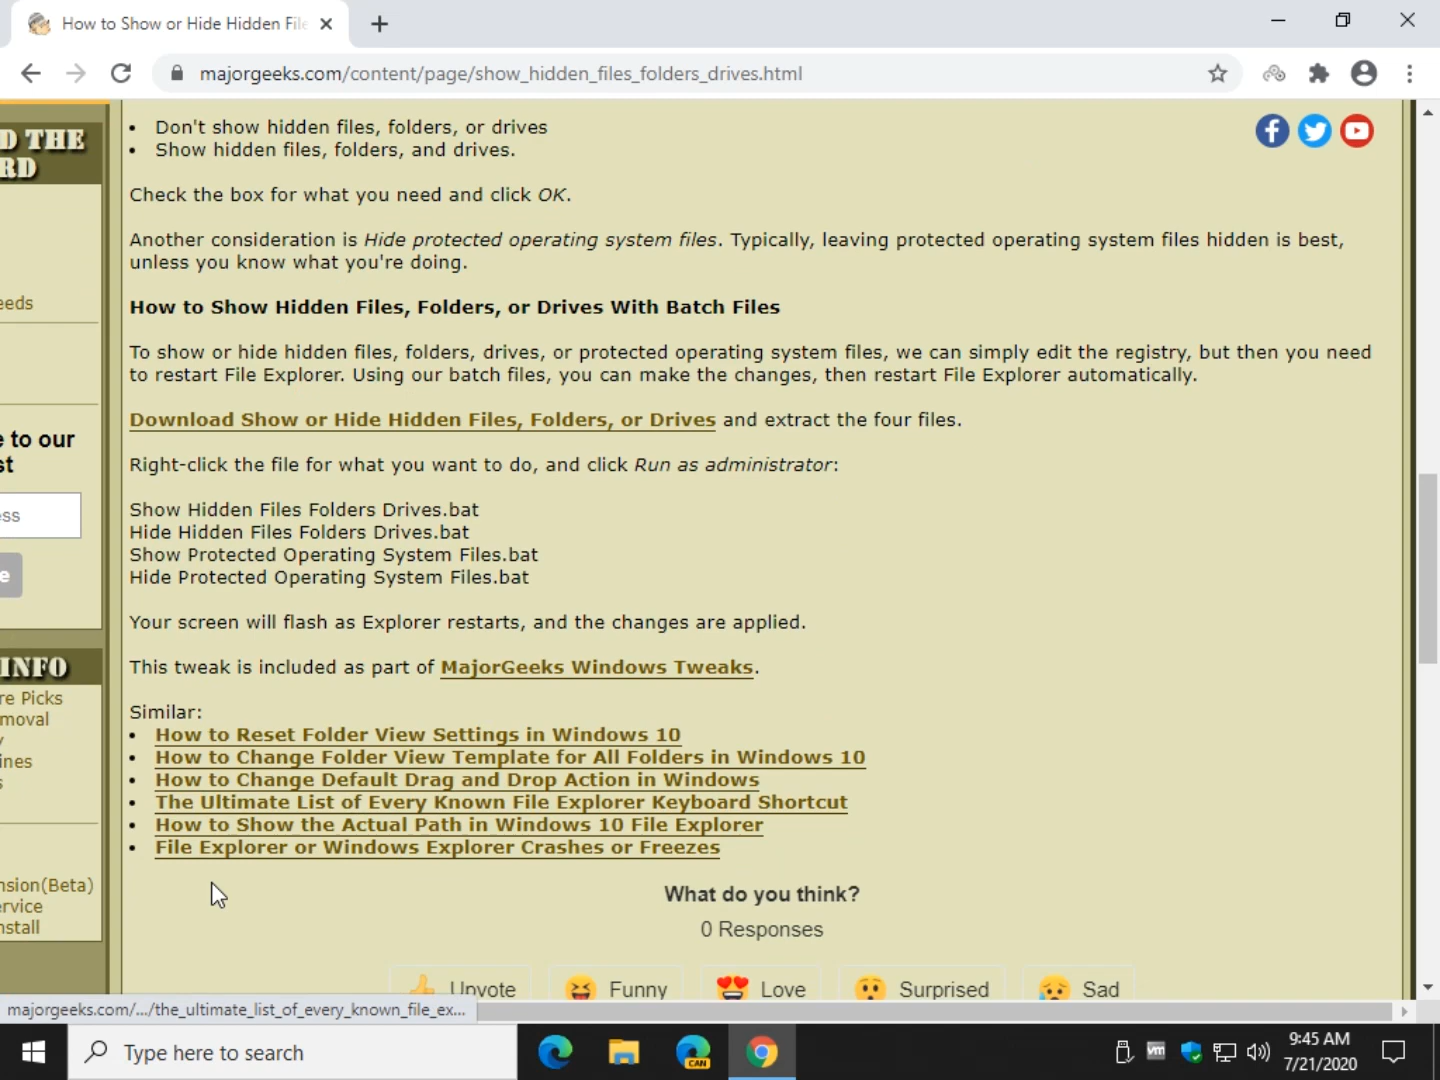 How to Show or Hide Hidden File
majorgeeks.com/content/page/show_hidden_files_folders_drives.html
D THE
RD
eeds
e to our
st
ess
e
INFO
re Picks
moval
y
ines
s
nsion(Beta)
ervice
nstall
• Don't show hidden files, folders, or drives
• Show hidden files, folders, and drives.
Check the box for what you need and click OK.
Another consideration is Hide protected operating system files. Typically, leaving protected operating system files hidden is best,
unless you know what you're doing.
How to Show Hidden Files, Folders, or Drives With Batch Files
To show or hide hidden files, folders, drives, or protected operating system files, we can simply edit the registry, but then you need
to restart File Explorer. Using our batch files, you can make the changes, then restart File Explorer automatically.
Download Show or Hide Hidden Files, Folders, or Drives and extract the four files.
Right-click the file for what you want to do, and click Run as administrator:
Show Hidden Files Folders Drives.bat
Hide Hidden Files Folders Drives.bat
Show Protected Operating System Files.bat
Hide Protected Operating System Files.bat
Your screen will flash as Explorer restarts, and the changes are applied.
This tweak is included as part of MajorGeeks Windows Tweaks.
Similar:
• How to Reset Folder View Settings in Windows 10
• How to Change Folder View Template for All Folders in Windows 10
• How to Change Default Drag and Drop Action in Windows
• The Ultimate List of Every Known File Explorer Keyboard Shortcut
• How to Show the Actual Path in Windows 10 File Explorer
• File Explorer or Windows Explorer Crashes or Freezes
What do you think?
0 Responses
Upvote Funny Love Surprised Sad
majorgeeks.com/.../the_ultimate_list_of_every_known_file_ex...
Type here to search
CAN
vm
9:45 AM
7/21/2020